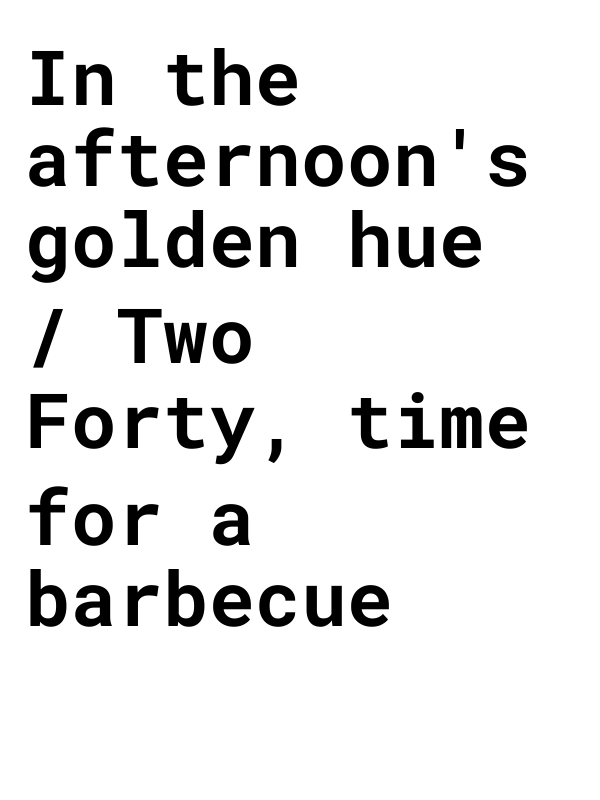 In the
afternoon's
golden hue
/ Two
Forty, time
for a
barbecue